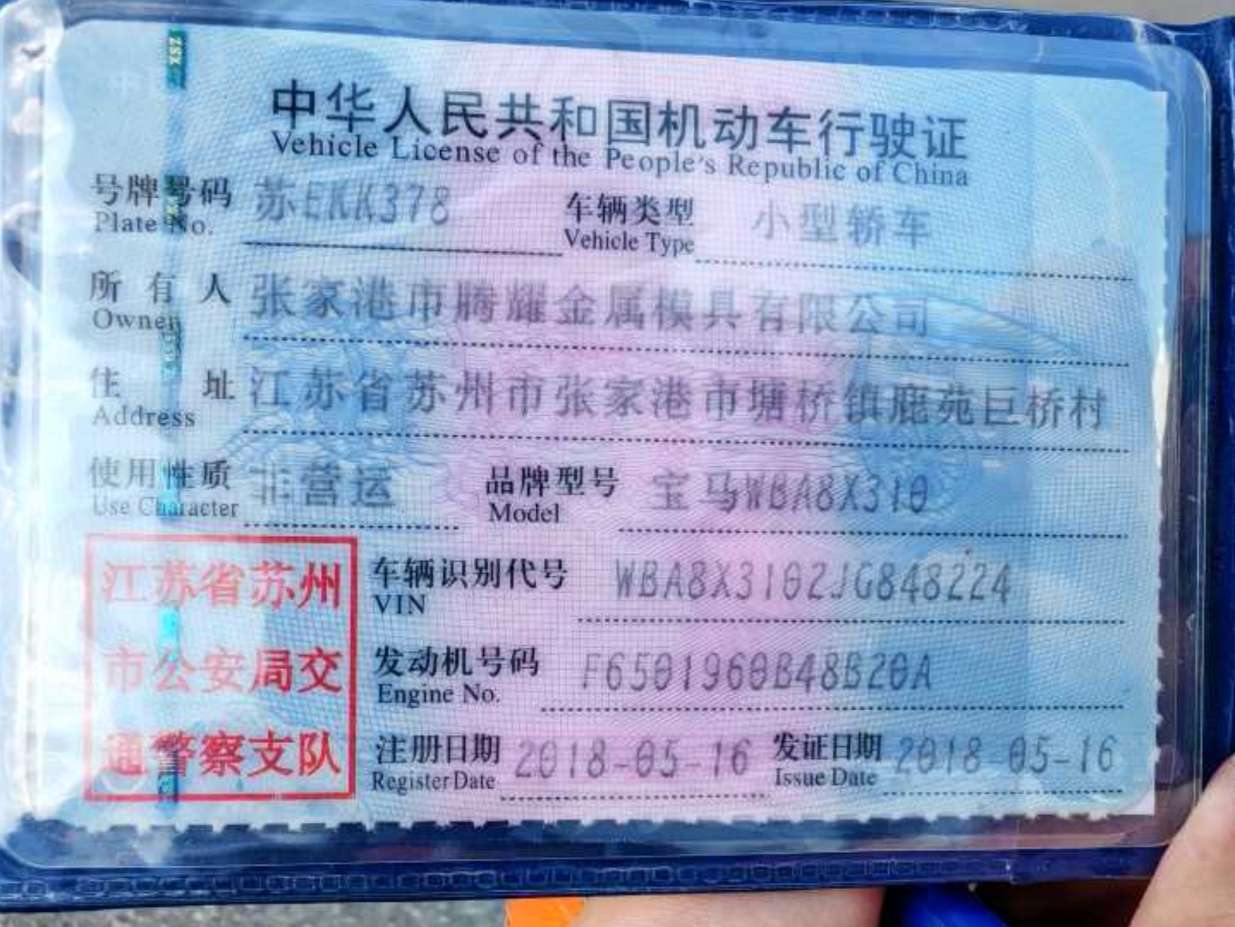 中华人民共和国机动车行驶证
Vehicle License of the People's Republic of China
号牌号码 苏EKK378 车辆类型 小型轿车
Plate No. Vehicle Type
所有人 张家港市腾耀金属模具有限公司
Owner
住址 江苏省苏州市张家港市塘桥镇鹿苑巨桥村
Address
使用性质 非营运 品牌型号 宝马WBA8X310
Use Character Model
江苏省苏州
市公安局交
通警察支队
车辆识别代号 WBA8X3102JG848224
VIN
发动机号码 F6501960B48B20A
Engine No.
注册日期 2018-05-16 发证日期 2018-05-16
Register Date Issue Date